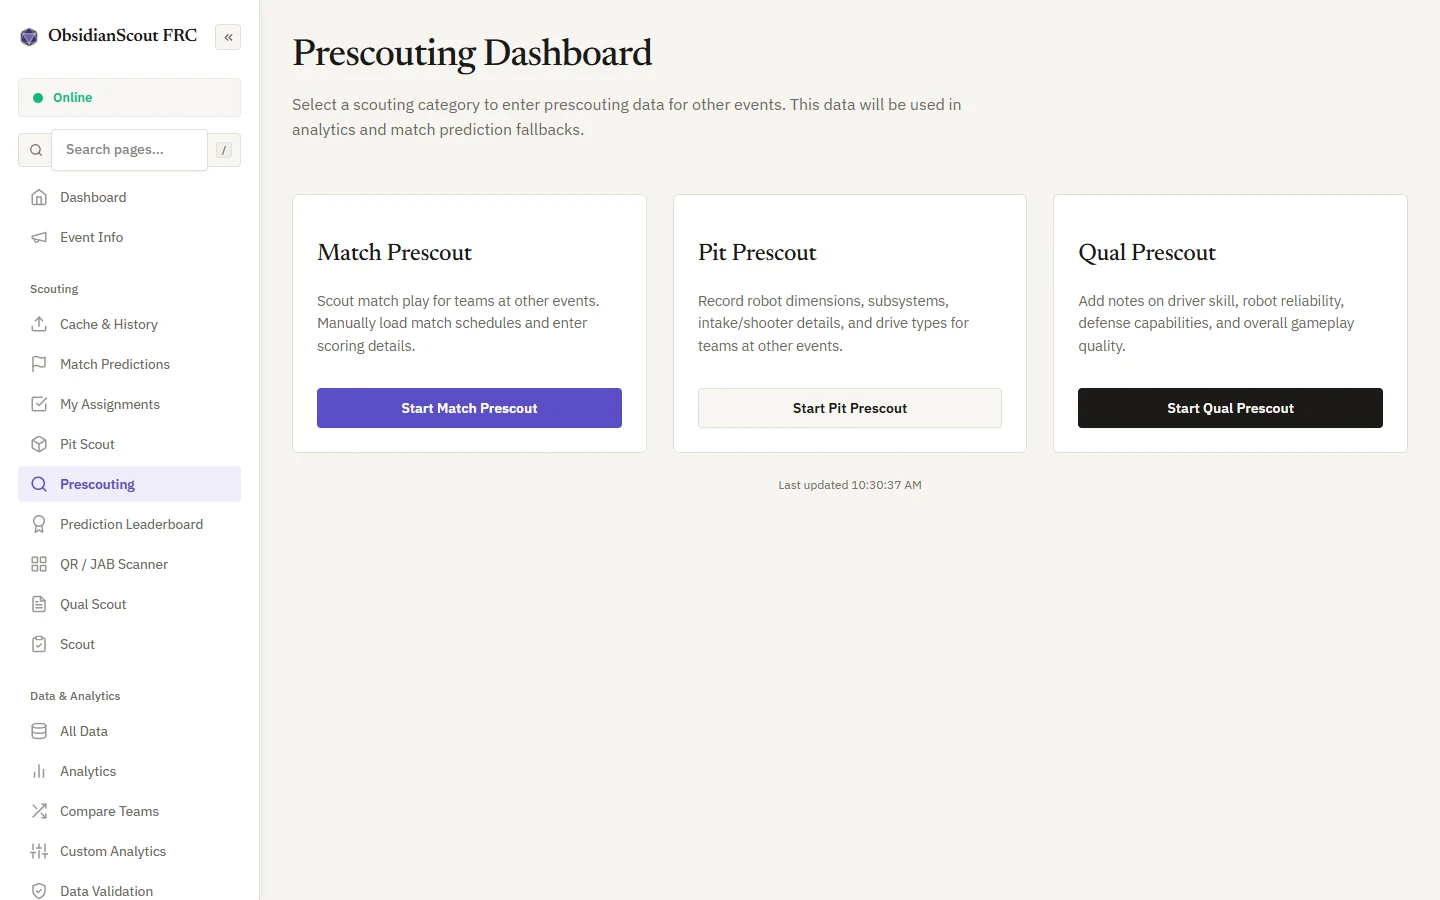 ObsidianScout FRC
«
Online
Search pages...
/
Dashboard
Event Info
Scouting
Cache & History
Match Predictions
My Assignments
Pit Scout
Prescouting
Prediction Leaderboard
QR / JAB Scanner
Qual Scout
Scout
Data & Analytics
All Data
Analytics
Compare Teams
Custom Analytics
Data Validation
Prescouting Dashboard
Select a scouting category to enter prescouting data for other events. This data will be used in
analytics and match prediction fallbacks.
Match Prescout
Scout match play for teams at other events.
Manually load match schedules and enter
scoring details.
Start Match Prescout
Pit Prescout
Record robot dimensions, subsystems,
intake/shooter details, and drive types for
teams at other events.
Start Pit Prescout
Qual Prescout
Add notes on driver skill, robot reliability,
defense capabilities, and overall gameplay
quality.
Start Qual Prescout
Last updated 10:30:37 AM